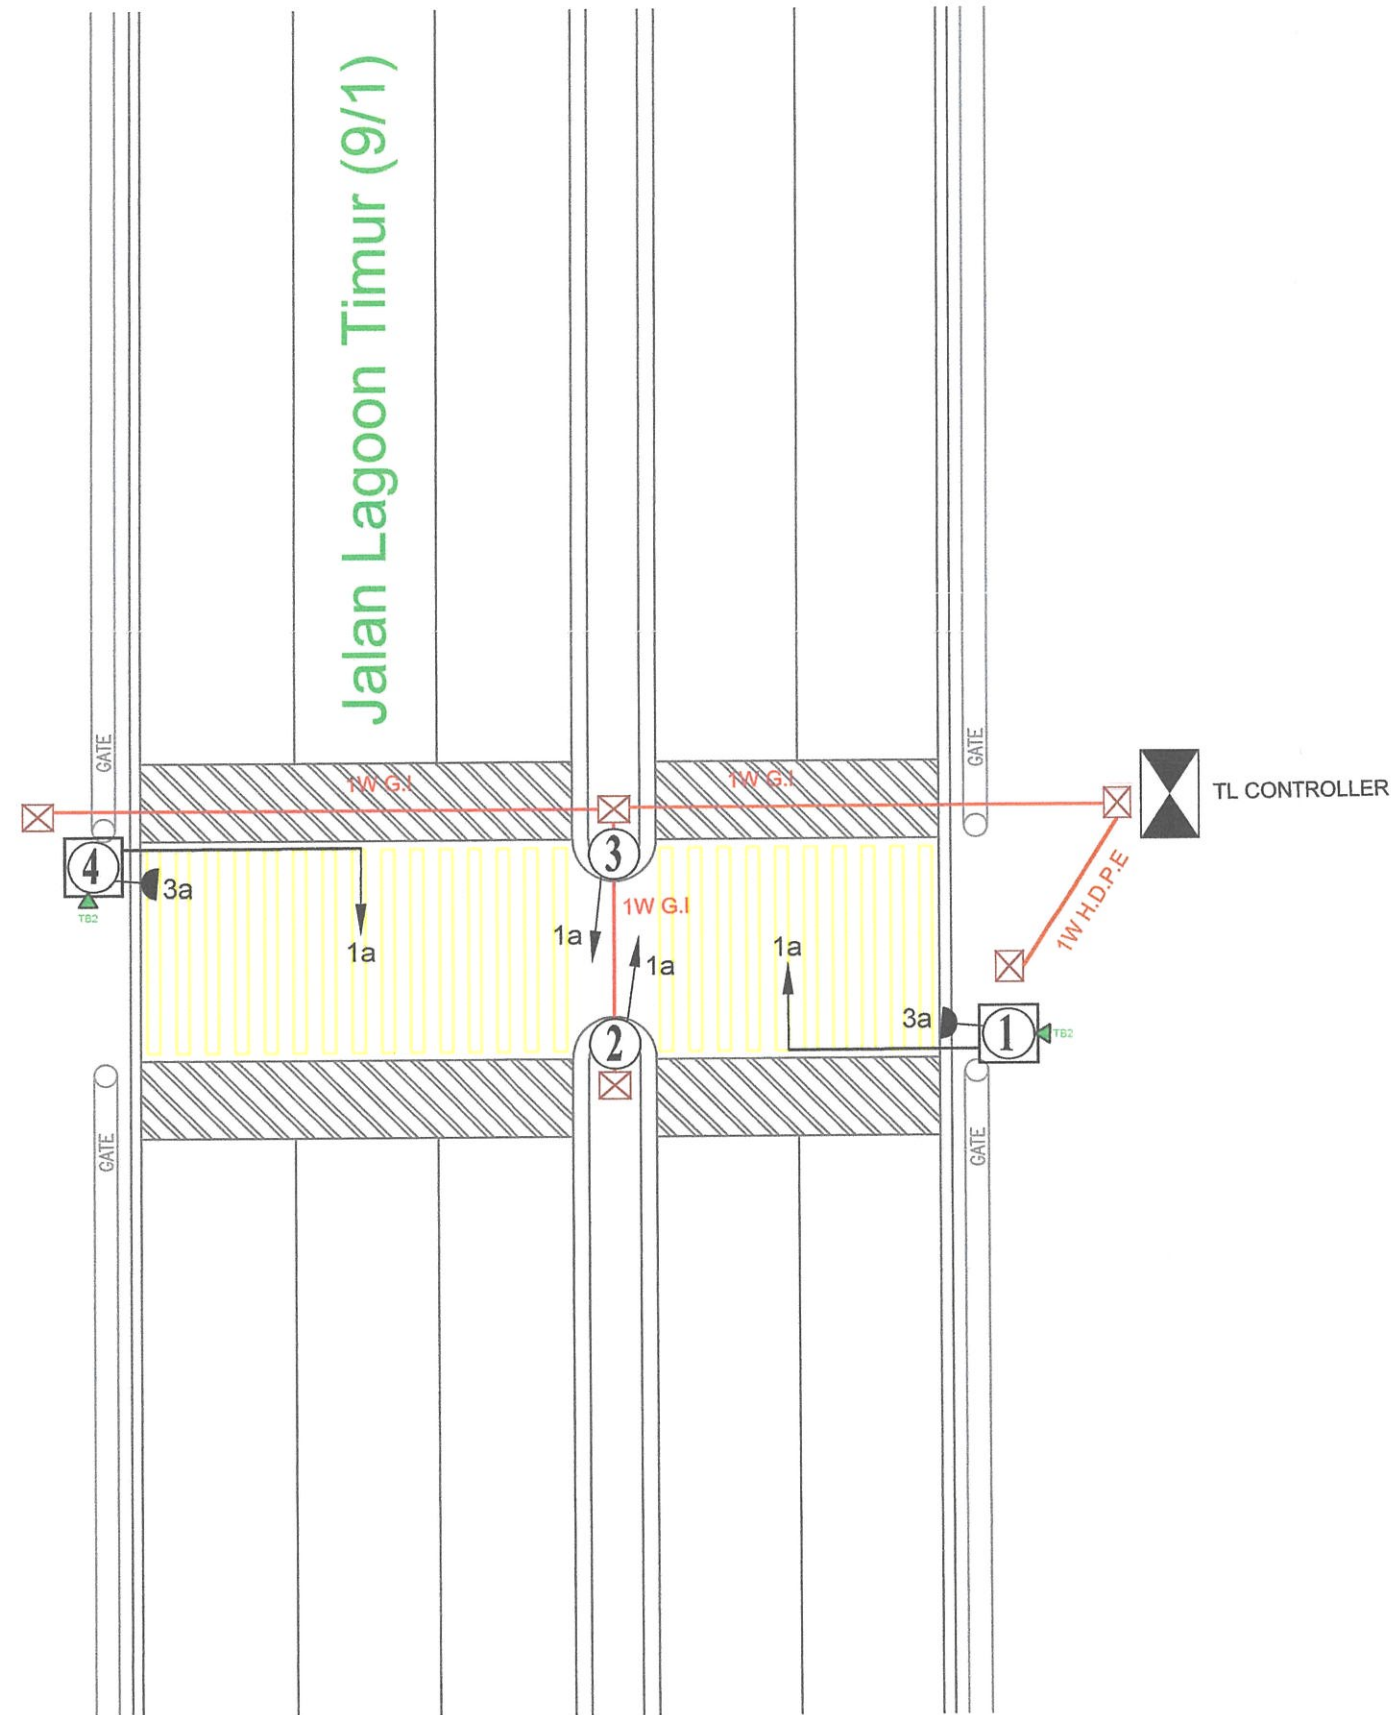 Jalan Lagoon Timur (9/1)
GATE
GATE
1W G.I
1W G.I
TL CONTROLLER
4
3a
TB2
1a
3
1W G.I
1a
1a
1a
1W H.D.P.E
3a
1
TB2
2
GATE
GATE